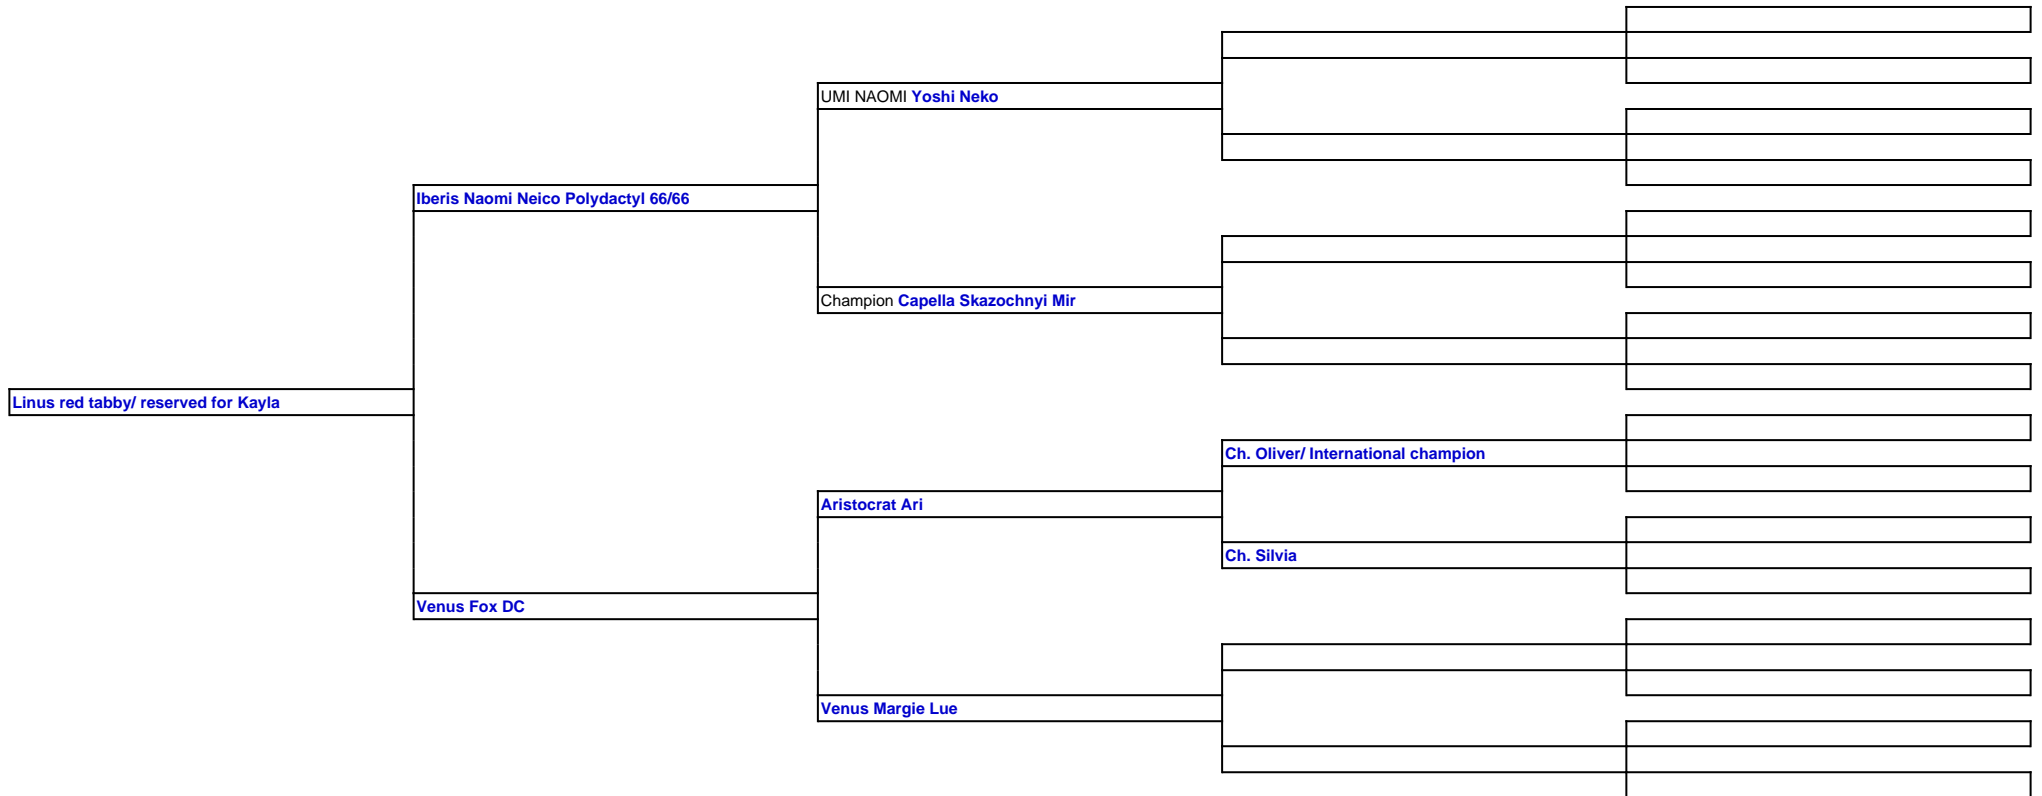 UMI NAOMI Yoshi Neko
Iberis Naomi Neico Polydactyl 66/66
Champion Capella Skazochnyi Mir
Linus red tabby/ reserved for Kayla
Ch. Oliver/ International champion
Aristocrat Ari
Ch. Silvia
Venus Fox DC
Venus Margie Lue